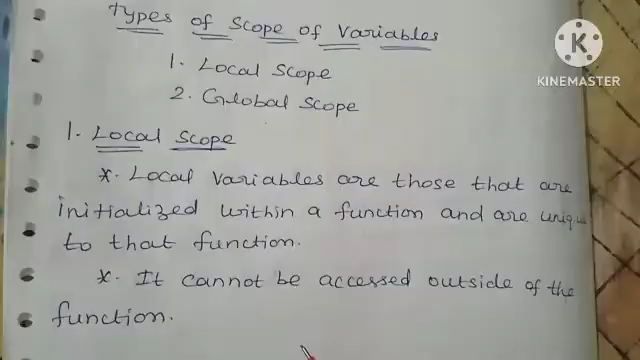 Types of Scope of Variables
1. Local Scope
2. Global Scope
1. Local Scope
*. Local variables are those that are
initialized within a function and are unique
to that function.
*. It cannot be accessed outside of the
function.
K
KINEMASTER